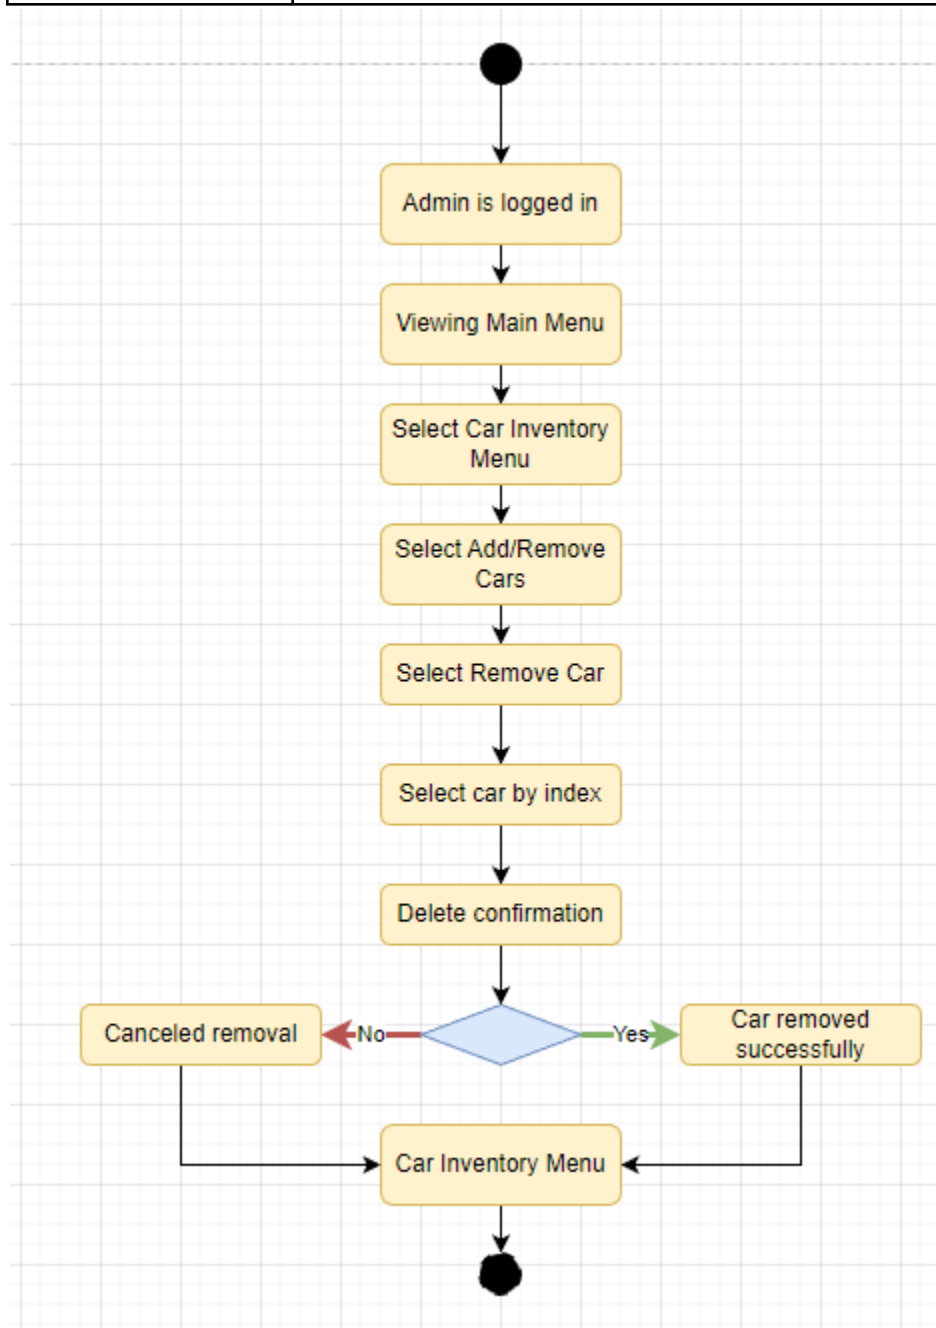 Admin is logged in
Viewing Main Menu
Select Car Inventory
Menu
Select Add/Remove
Cars
Select Remove Car
Select car by index
Delete confirmation
Canceled removal
No
Yes
Car removed
successfully
Car Inventory Menu